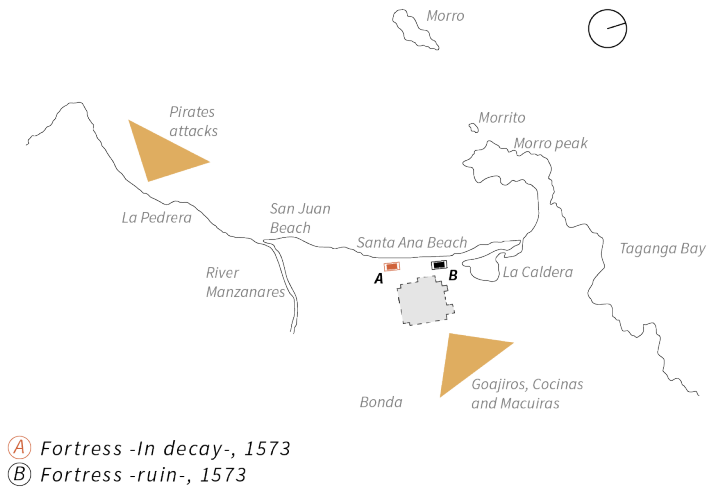 Morro
Pirates
attacks
Morrito
Morro peak
La Pedrera
San Juan
Beach
Santa Ana Beach
Taganga Bay
River
Manzanares
La Caldera
A
B
Goajiros, Cocinas
and Macuiras
Bonda
A Fortress -In decay-, 1573
B Fortress -ruin-, 1573